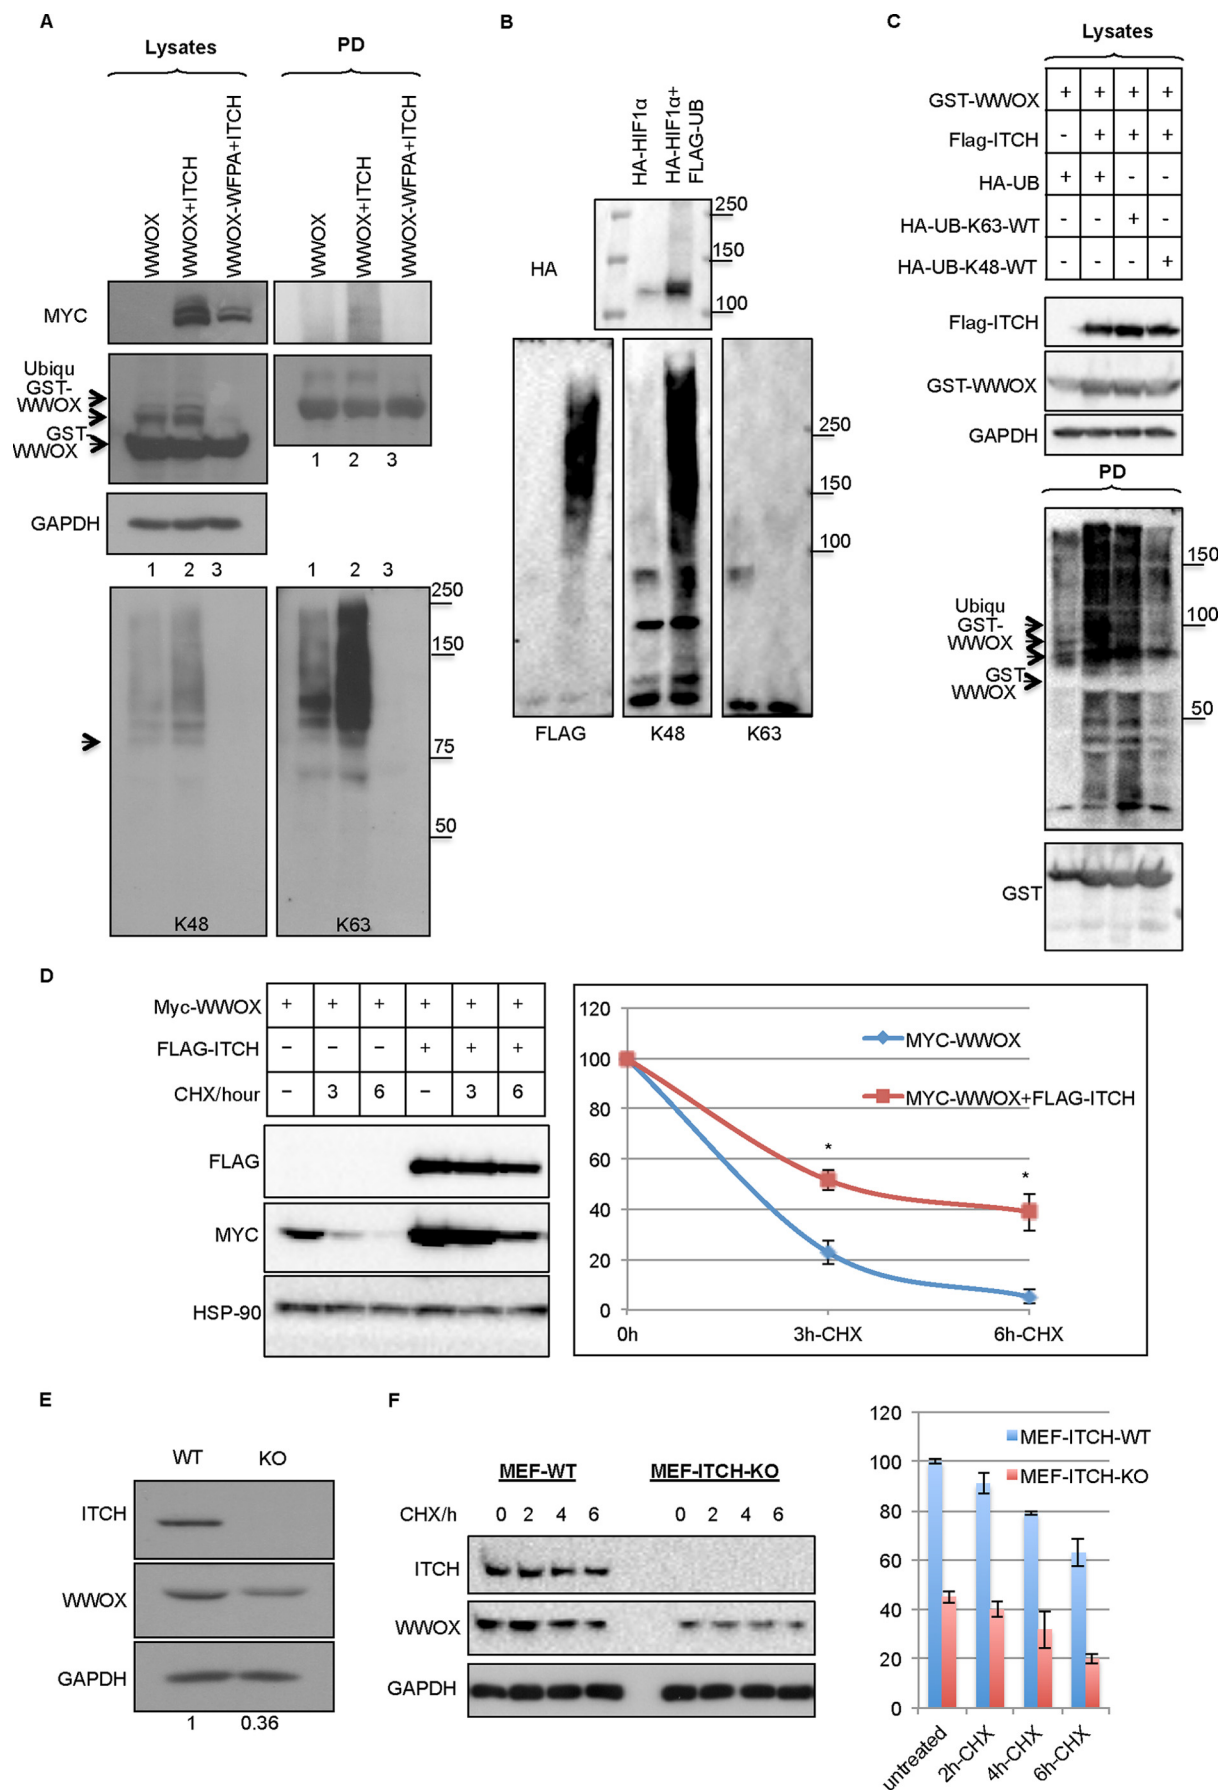 A
Lysates
PD
WWOX
WWOX+ITCH
WWOX-WFPA+ITCH
WWOX
WWOX+ITCH
WWOX-WFPA+ITCH
MYC
Ubiqu
GST-
WWOX
GST-
WWOX
1 2 3
GAPDH
1 2 3
1 2 3
250
150
75
50
K48
K63
B
HA-HIF1α
HA-HIF1α+
FLAG-UB
HA
250
150
100
250
150
100
FLAG
K48
K63
C
Lysates
GST-WWOX + + + +
Flag-ITCH - + + +
HA-UB + + - -
HA-UB-K63-WT - - + -
HA-UB-K48-WT - - - +
Flag-ITCH
GST-WWOX
GAPDH
PD
150
Ubiqu
GST-
WWOX
100
GST
WWOX
50
GST
D
Myc-WWOX + + + + + +
FLAG-ITCH – – – + + +
CHX/hour – 3 6 – 3 6
FLAG
MYC
HSP-90
120
100
80
60
40
20
0
MYC-WWOX
MYC-WWOX+FLAG-ITCH
*
*
0h 3h-CHX 6h-CHX
E
WT KO
ITCH
WWOX
GAPDH
1 0.36
F
MEF-WT MEF-ITCH-KO
CHX/h 0 2 4 6 0 2 4 6
ITCH
WWOX
GAPDH
120
100
80
60
40
20
0
MEF-ITCH-WT
MEF-ITCH-KO
untreated
2h-CHX
4h-CHX
6h-CHX